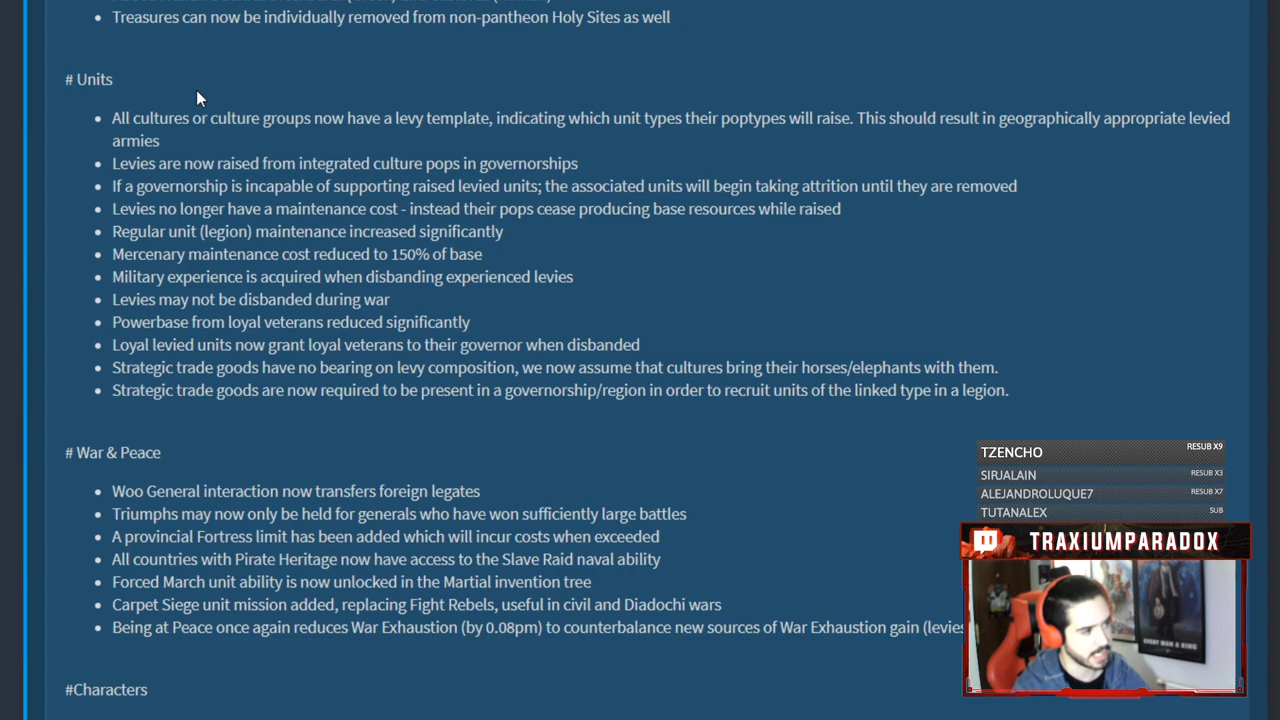 Treasures can now be individually removed from non-pantheon Holy Sites as well
# Units
All cultures or culture groups now have a levy template, indicating which unit types their poptypes will raise. This should result in geographically appropriate levied
armies
Levies are now raised from integrated culture pops in governorships
If a governorship is incapable of supporting raised levied units; the associated units will begin taking attrition until they are removed
Levies no longer have a maintenance cost - instead their pops cease producing base resources while raised
Regular unit (legion) maintenance increased significantly
Mercenary maintenance cost reduced to 150% of base
Military experience is acquired when disbanding experienced levies
Levies may not be disbanded during war
Powerbase from loyal veterans reduced significantly
Loyal levied units now grant loyal veterans to their governor when disbanded
Strategic trade goods have no bearing on levy composition, we now assume that cultures bring their horses/elephants with them.
Strategic trade goods are now required to be present in a governorship/region in order to recruit units of the linked type in a legion.
# War & Peace
Woo General interaction now transfers foreign legates
Triumphs may now only be held for generals who have won sufficiently large battles
A provincial Fortress limit has been added which will incur costs when exceeded
All countries with Pirate Heritage now have access to the Slave Raid naval ability
Forced March unit ability is now unlocked in the Martial invention tree
Carpet Siege unit mission added, replacing Fight Rebels, useful in civil and Diadochi wars
Being at Peace once again reduces War Exhaustion (by 0.08pm) to counterbalance new sources of War Exhaustion gain (levies
#Characters
TZENCHO RESUB X9
SIRJALAIN RESUB X3
ALEJANDROLUQUE7 RESUB X7
TUTANALEX SUB
TRAXIUMPARADOX